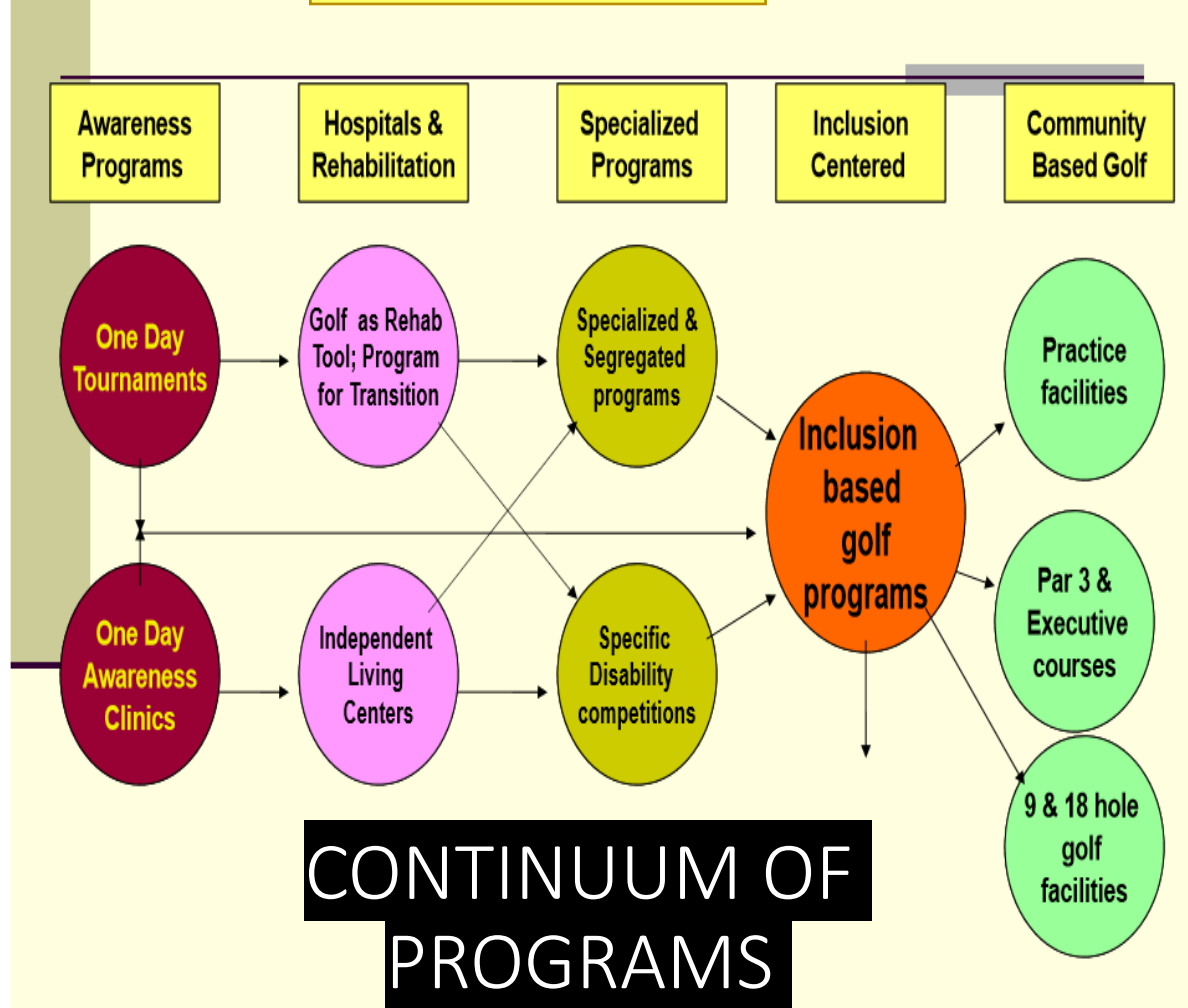 Awareness
Programs
Hospitals &
Rehabilitation
Specialized
Programs
Inclusion
Centered
Community
Based Golf
One Day
Tournaments
Golf as Rehab
Tool; Program
for Transition
Specialized &
Segregated
programs
Inclusion
based
golf
programs
Practice
facilities
One Day
Awareness
Clinics
Independent
Living
Centers
Specific
Disability
competitions
Par 3 &
Executive
courses
9 & 18 hole
golf
facilities
CONTINUUM OF
PROGRAMS